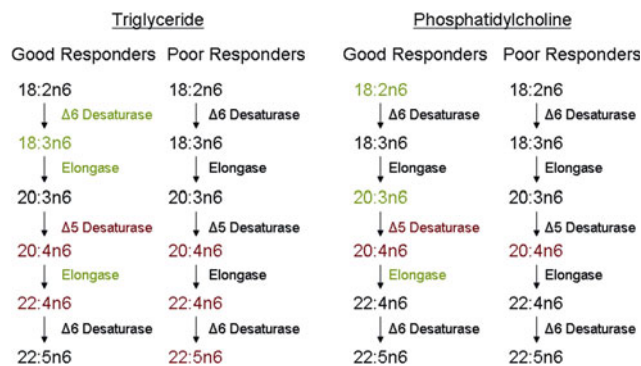 Triglyceride Phosphatidylcholine
Good Responders Poor Responders Good Responders Poor Responders
18:2n6 18:2n6 18:2n6 18:2n6
Δ6 Desaturase Δ6 Desaturase Δ6 Desaturase Δ6 Desaturase
18:3n6 18:3n6 18:3n6 18:3n6
Elongase Elongase Elongase Elongase
20:3n6 20:3n6 20:3n6 20:3n6
Δ5 Desaturase Δ5 Desaturase Δ5 Desaturase Δ5 Desaturase
20:4n6 20:4n6 20:4n6 20:4n6
Elongase Elongase Elongase Elongase
22:4n6 22:4n6 22:4n6 22:4n6
Δ6 Desaturase Δ6 Desaturase Δ6 Desaturase Δ6 Desaturase
22:5n6 22:5n6 22:5n6 22:5n6